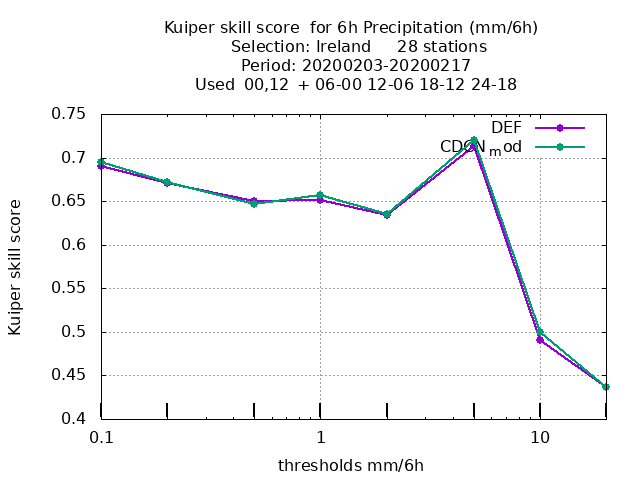 Kuiper skill score for 6h Precipitation (mm/6h)
Selection: Ireland 28 stations
Period: 20200203-20200217
Used 00,12 + 06-00 12-06 18-12 24-18
DEF
CDCN_mod
0.75
0.7
0.65
0.6
0.55
0.5
0.45
0.4
0.1 1 10
Kuiper skill score
thresholds mm/6h